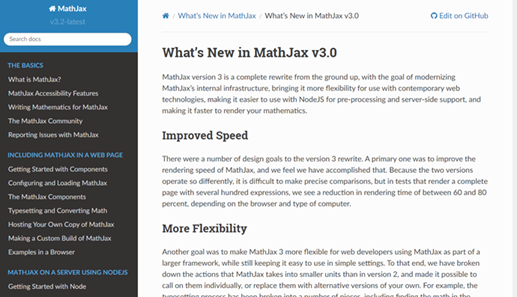 MathJax
v3.2-latest
Search docs
THE BASICS
What is MathJax?
MathJax Accessibility Features
Writing Mathematics for MathJax
The MathJax Community
Reporting Issues with MathJax
INCLUDING MATHJAX IN A WEB PAGE
Getting Started with Components
Configuring and Loading MathJax
The MathJax Components
Typesetting and Converting Math
Hosting Your Own Copy of MathJax
Making a Custom Build of MathJax
Examples in a Browser
MATHJAX ON A SERVER USING NODEJS
Getting Started with Node
/ What's New in MathJax / What's New in MathJax v3.0
Edit on GitHub
What's New in MathJax v3.0
MathJax version 3 is a complete rewrite from the ground up, with the goal of modernizing
MathJax's internal infrastructure, bringing it more flexibility for use with contemporary web
technologies, making it easier to use with NodeJS for pre-processing and server-side support, and
making it faster to render your mathematics.
Improved Speed
There were a number of design goals to the version 3 rewrite. A primary one was to improve the
rendering speed of MathJax, and we feel we have accomplished that. Because the two versions
operate so differently, it is difficult to make precise comparisons, but in tests that render a complete
page with several hundred expressions, we see a reduction in rendering time of between 60 and 80
percent, depending on the browser and type of computer.
More Flexibility
Another goal was to make MathJax 3 more flexible for web developers using MathJax as part of a
larger framework, while still keeping it easy to use in simple settings. To that end, we have broken
down the actions that MathJax takes into smaller units than in version 2, and made it possible to
call on them individually, or replace them with alternative versions of your own. For example, the
typesetting process has been broken into a number of pieces, including finding the math in the